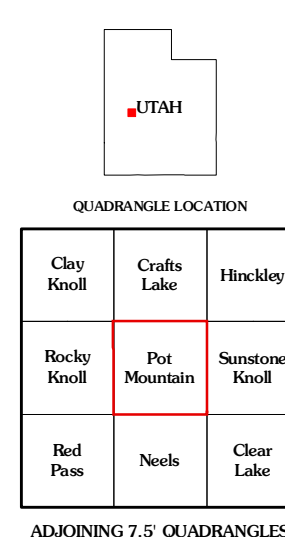 UTAH
QUADRANGLE LOCATION
Clay Knoll
Crafts Lake
Hinckley
Rocky Knoll
Pot Mountain
Sunstone Knoll
Red Pass
Neels
Clear Lake
ADJOINING 7.5' QUADRANGLES